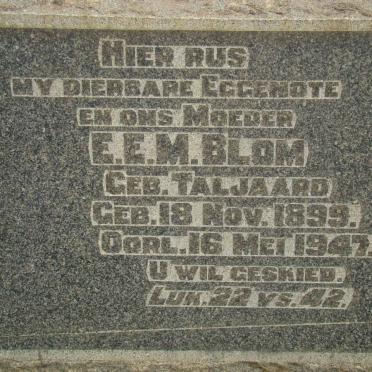 HIER RUS
MY DIERBARE EGGENOTE
EN ONS MOEDER
E.E.M. BLOM
GEB. TALJAARD
GEB. 18 NOV. 1899.
OORL. 16 MEI 1947.
U WIL GESKIED.
LUK. 22 VS. 42.